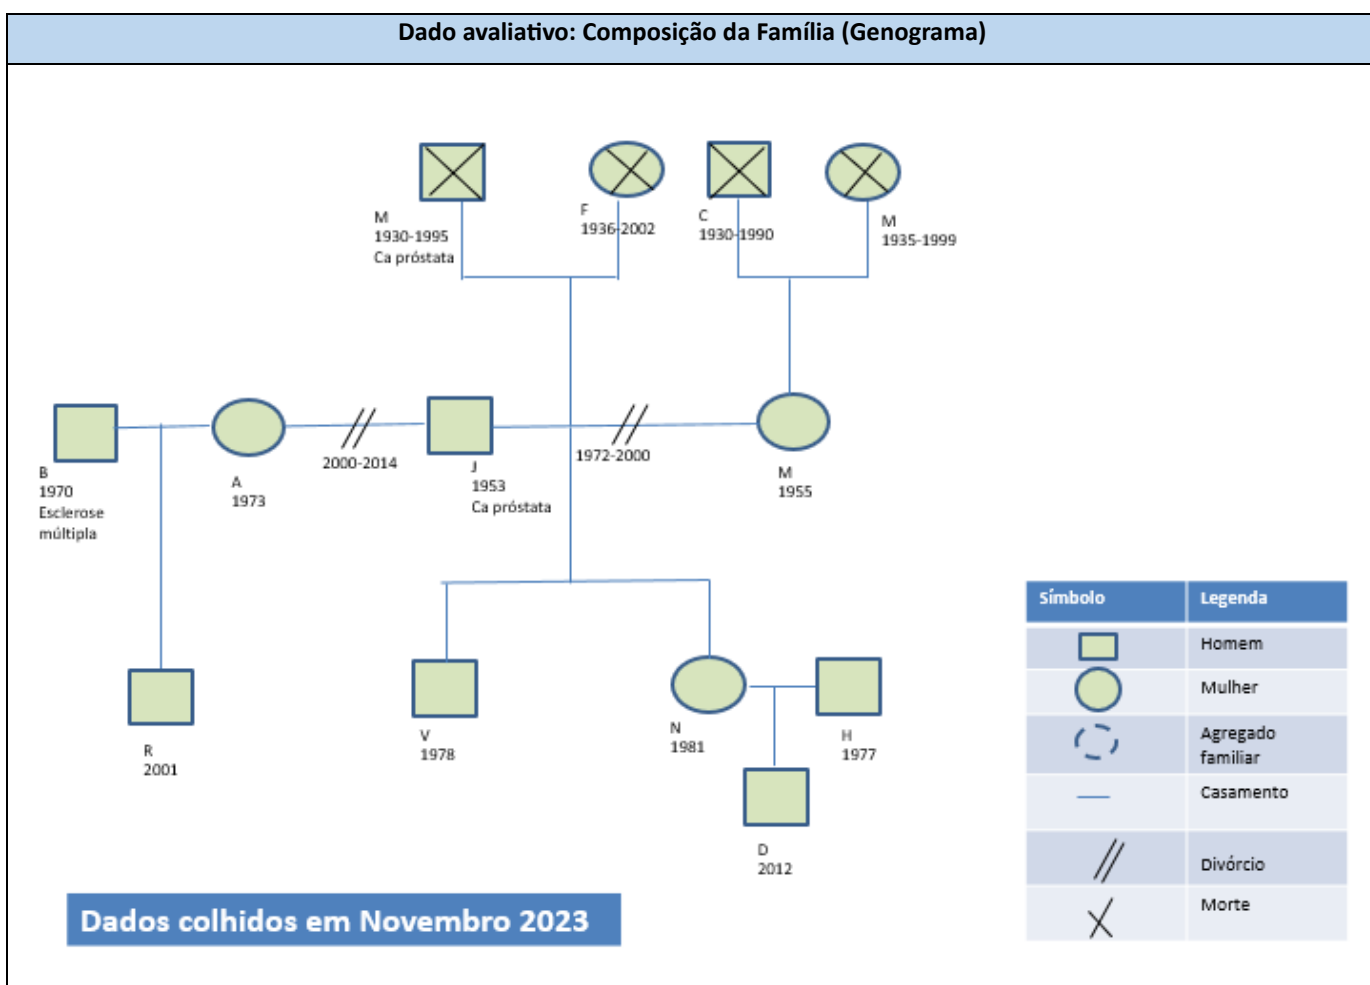 Dado avaliativo: Composição da Família (Genograma)
M
1930-1995
Ca próstata
F
1936-2002
C
1930-1990
M
1935-1999
B
1970
Esclerose
múltipla
A
1973
2000-2014
J
1953
Ca próstata
1972-2000
M
1955
R
2001
V
1978
N
1981
H
1977
D
2012
Símbolo
Legenda
Homem
Mulher
Agregado
familiar
Casamento
Divórcio
Morte
Dados colhidos em Novembro 2023